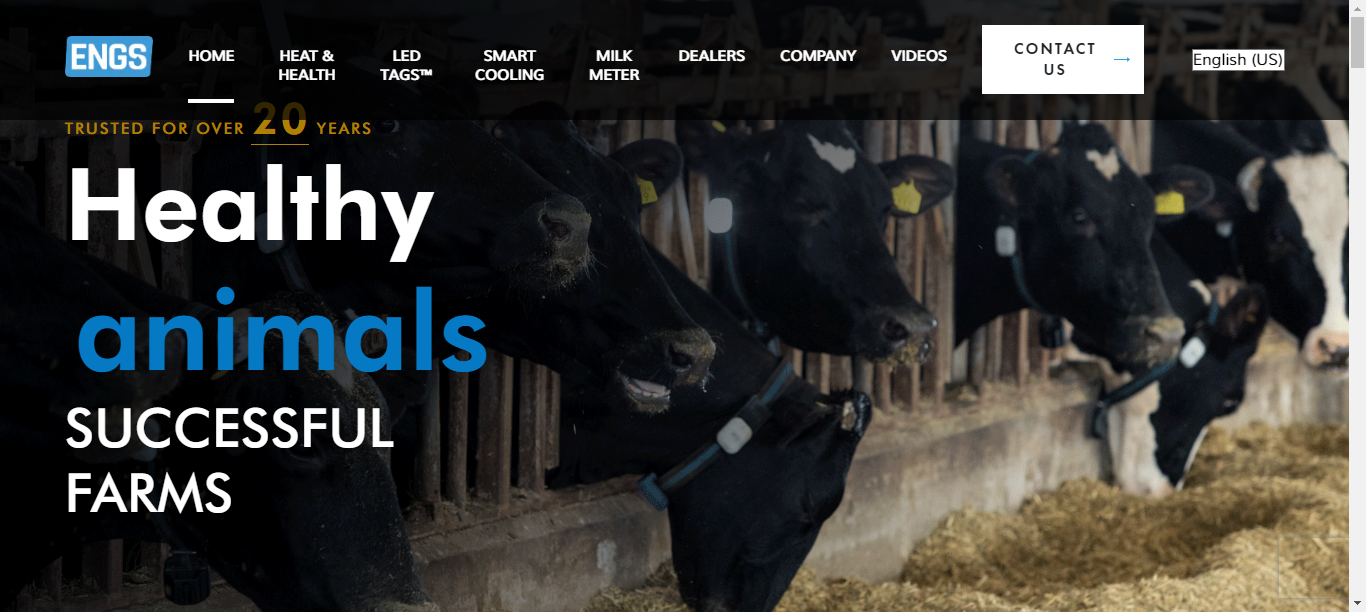 ENGS
HOME
HEAT &
HEALTH
LED
TAGS™
SMART
COOLING
MILK
METER
DEALERS
COMPANY
VIDEOS
CONTACT
US →
English (US)
TRUSTED FOR OVER 20 YEARS
Healthy
animals
SUCCESSFUL
FARMS